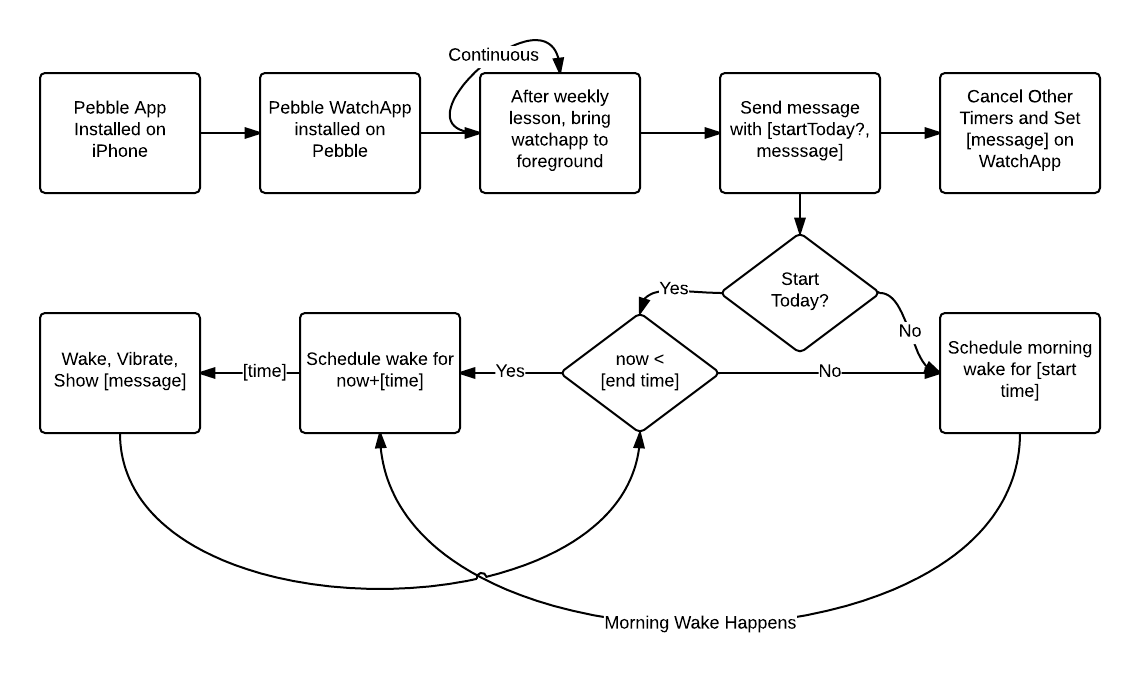 Continuous
Pebble App
Installed on
iPhone
Pebble WatchApp
installed on
Pebble
After weekly
lesson, bring
watchapp to
foreground
Send message
with [startToday?,
messsage]
Cancel Other
Timers and Set
[message] on
WatchApp
Start
Today?
Yes
No
Wake, Vibrate,
Show [message]
[time]
Schedule wake for
now+[time]
Yes
now <
[end time]
No
Schedule morning
wake for [start
time]
Morning Wake Happens